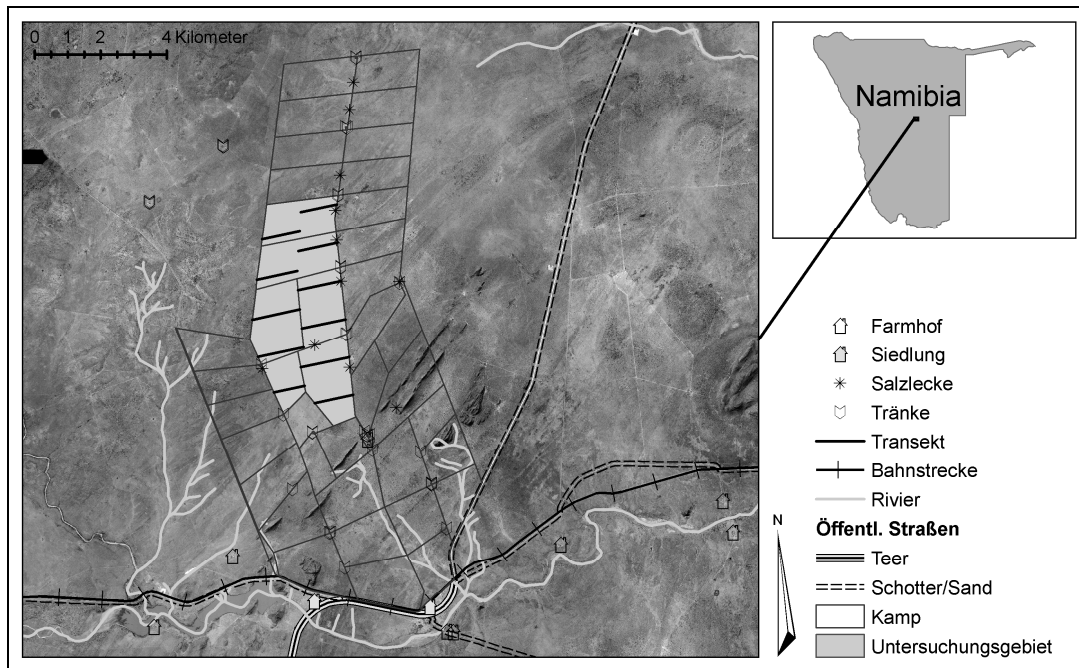 0 1 2 4 Kilometer
Namibia
Farmhof
Siedlung
Salzlecke
Tränke
Transekt
Bahnstrecke
Rivier
Öffentl. Straßen
Teer
Schotter/Sand
Kamp
Untersuchungsgebiet
N